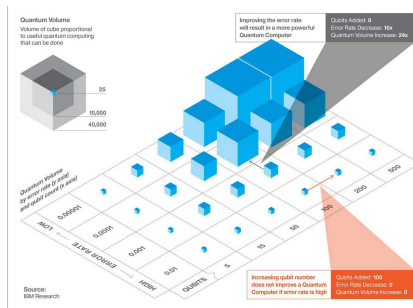 Quantum Volume
Volume of cube proportional
to useful quantum computing
that can be done
25
10,000
40,000
Improving the error rate
will result in a more powerful
Quantum Computer
Qubits Added: 0
Error Rate Decrease: 10x
Quantum Volume Increase: 24x
Quantum Volume
by error rate (y axis)
and qubit count (x axis)
LOW
ERROR RATE
HIGH
0.00001
0.0001
0.001
0.01
QUBITS
5
15
50
100
200
500
Increasing qubit number
does not improve a Quantum
Computer if error rate is high
Qubits Added: 100
Error Rate Decrease: 0
Quantum Volume Increase: 0
Source:
IBM Research